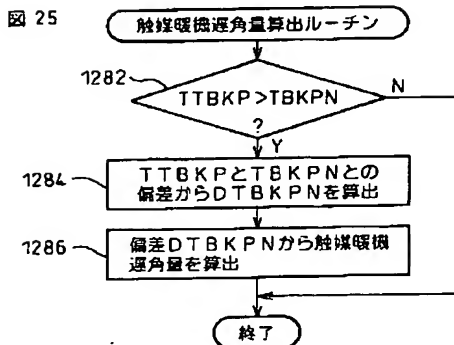 図 25
触媒暖機遅角量算出ルーチン
1282
TTBKP>TBKPN
?
N
Y
1284
TTBKPとTBKPNとの
偏差からDTBKPNを算出
1286
偏差DTBKPNから触媒暖機
遅角量を算出
終了